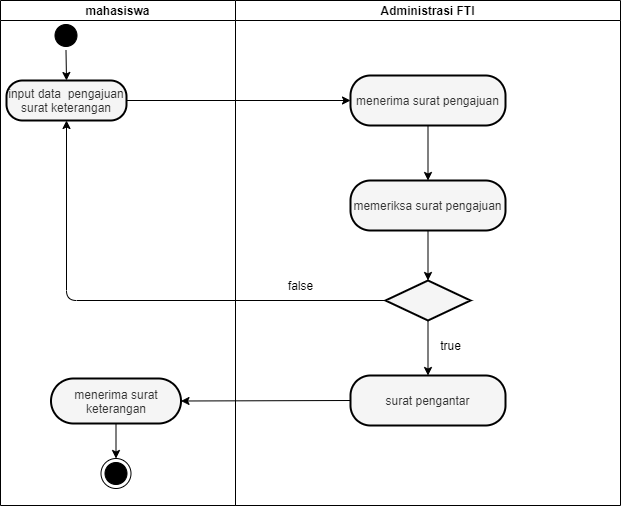 mahasiswa
Administrasi FTI
input data pengajuan
surat keterangan
menerima surat pengajuan
memeriksa surat pengajuan
false
true
menerima surat
keterangan
surat pengantar